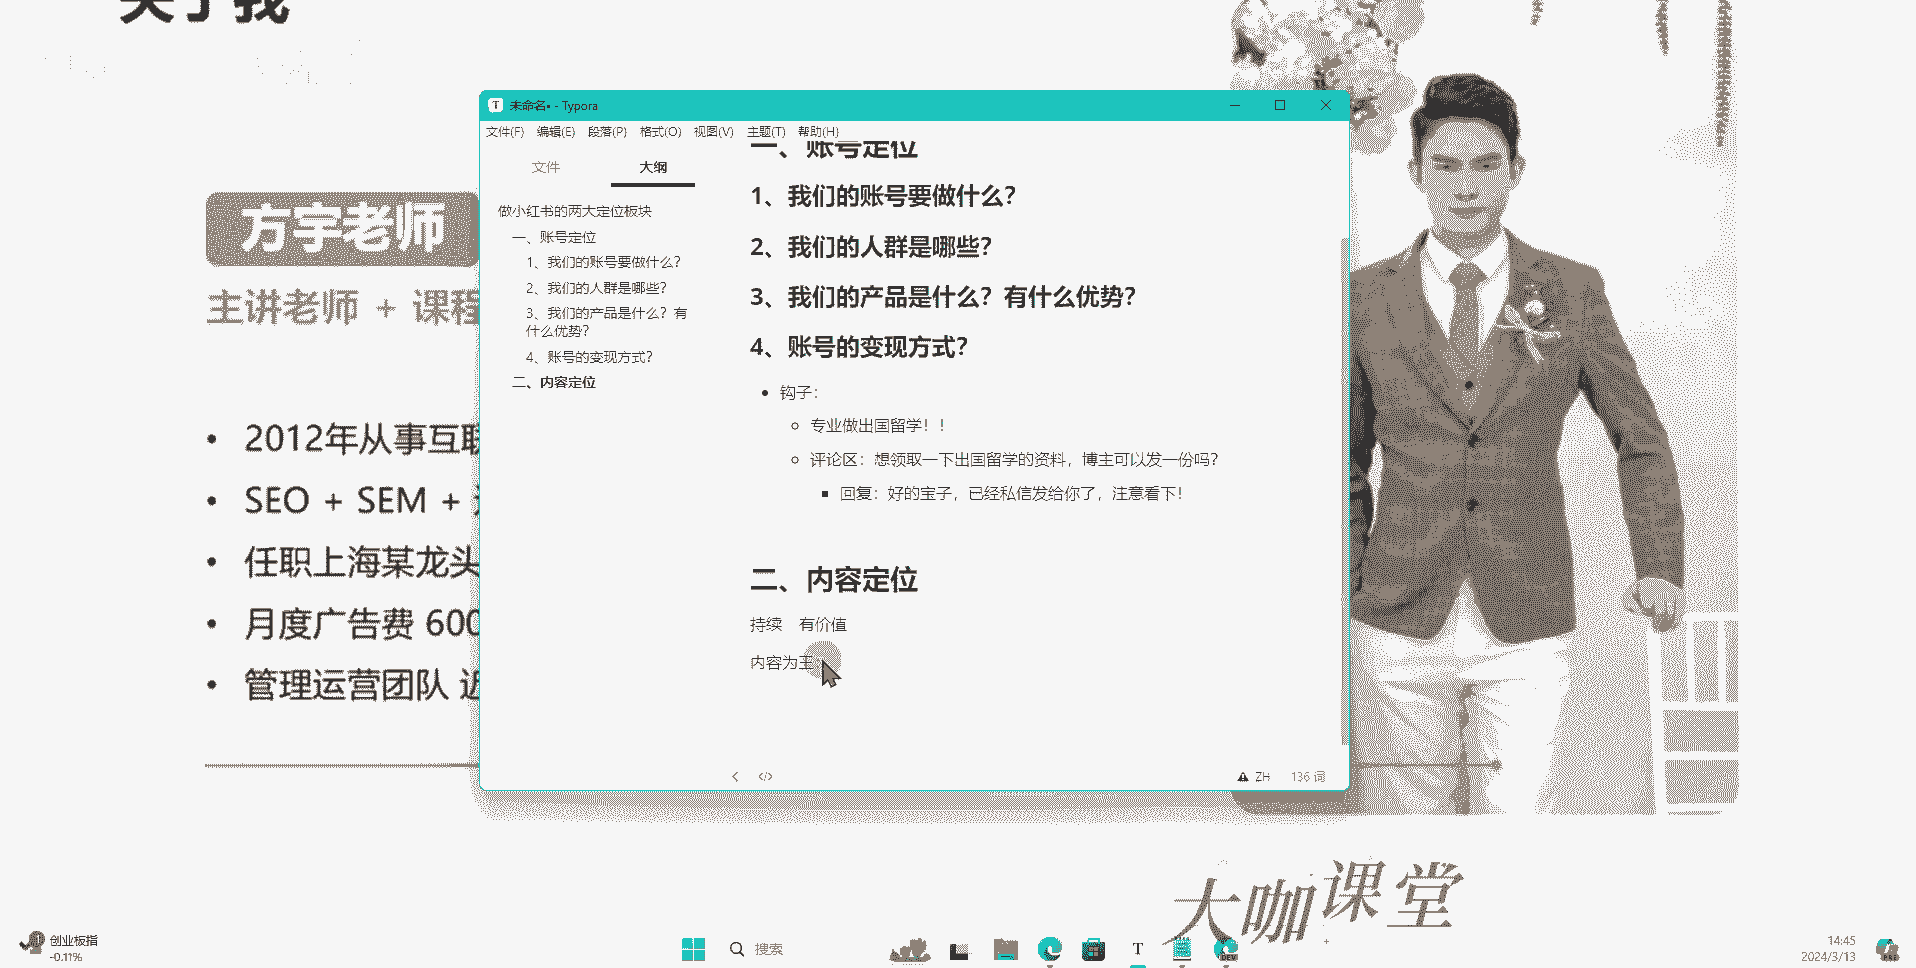 关于我
方宇老师
主讲老师 + 课程
2012年从事互联
SEO + SEM +
任职上海某龙头
月度广告费 600
管理运营团队 近
未命名• - Typora
文件(F) 编辑(E) 段落(P) 格式(O) 视图(V) 主题(T) 帮助(H)
文件 大纲
做小红书的两大定位板块
一、账号定位
1、我们的账号要做什么？
2、我们的人群是哪些？
3、我们的产品是什么？有
什么优势？
4、账号的变现方式？
二、内容定位
一、账号定位
1、我们的账号要做什么？
2、我们的人群是哪些？
3、我们的产品是什么？有什么优势？
4、账号的变现方式？
钩子：
专业做出国留学！！
评论区：想领取一下出国留学的资料，博主可以发一份吗？
回复：好的宝子，已经私信发给你了，注意看下！
二、内容定位
持续 有价值
内容为王
ZH 136 词
大咖课堂
创业板指
-0.11%
搜索
T
DEV
14:45
2024/3/13
PRE